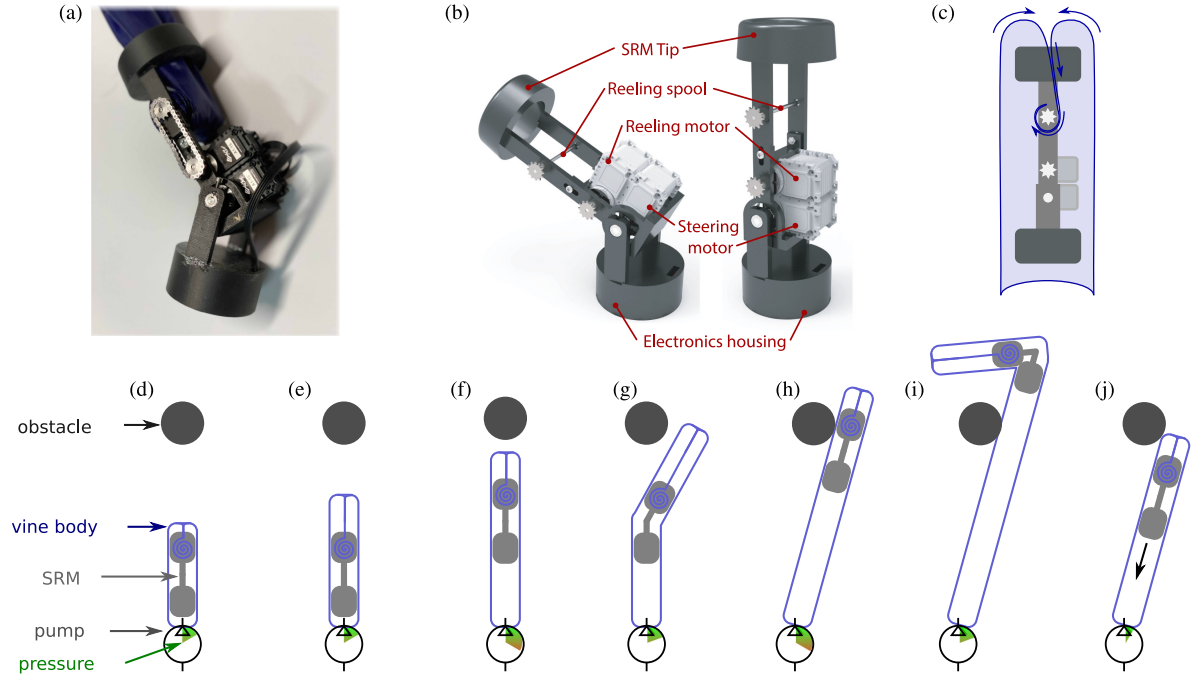 (a)
(b)
(c)
SRM Tip
Reeling spool
Reeling motor
Steering
motor
Electronics housing
(d)
(e)
(f)
(g)
(h)
(i)
(j)
obstacle
vine body
SRM
pump
pressure